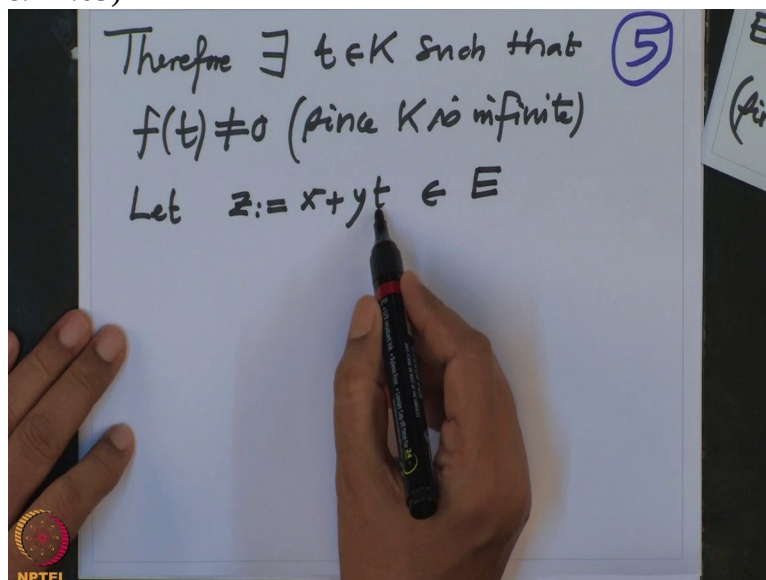 Therefore ∃ t ∈ K such that
5
f(t) ≠ 0 (since K is infinite)
Let z := x + yt ∈ E
E
NPTEL